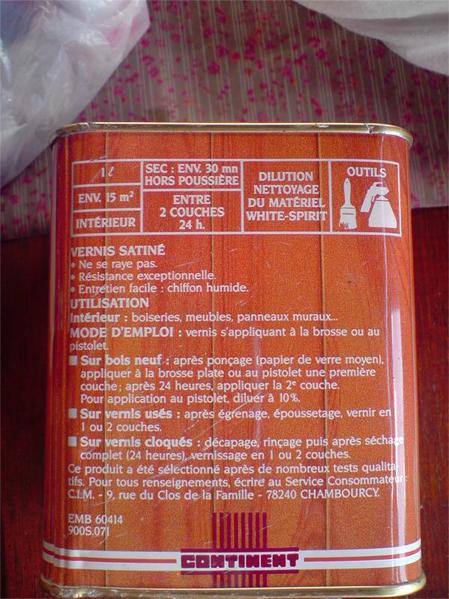 1ℓ
ENV. 15 m²
INTÉRIEUR
SEC : ENV. 30 mn
HORS POUSSIÈRE
ENTRE
2 COUCHES
24 h.
DILUTION
NETTOYAGE
DU MATÉRIEL
WHITE-SPIRIT
OUTILS
VERNIS SATINÉ
• Ne se raye pas.
• Résistance exceptionnelle.
• Entretien facile : chiffon humide.
UTILISATION
Intérieur : boiseries, meubles, panneaux muraux...
MODE D'EMPLOI : vernis s'appliquant à la brosse ou au
pistolet.
■ Sur bois neuf : après ponçage (papier de verre moyen),
appliquer à la brosse plate ou au pistolet une première
couche ; après 24 heures, appliquer la 2e couche.
Pour application au pistolet, diluer à 10%.
■ Sur vernis usés : après égrenage, époussetage, vernir en
1 ou 2 couches.
■ Sur vernis cloqués : décapage, rinçage puis après séchage
complet (24 heures), vernissage en 1 ou 2 couches.
Ce produit a été sélectionné après de nombreux tests qualita-
tifs. Pour tous renseignements, écrire au Service Consommateur :
C.I.M. - 9, rue du Clos de la Famille - 78240 CHAMBOURCY.
EMB 60414
900S.071
CONTINENT